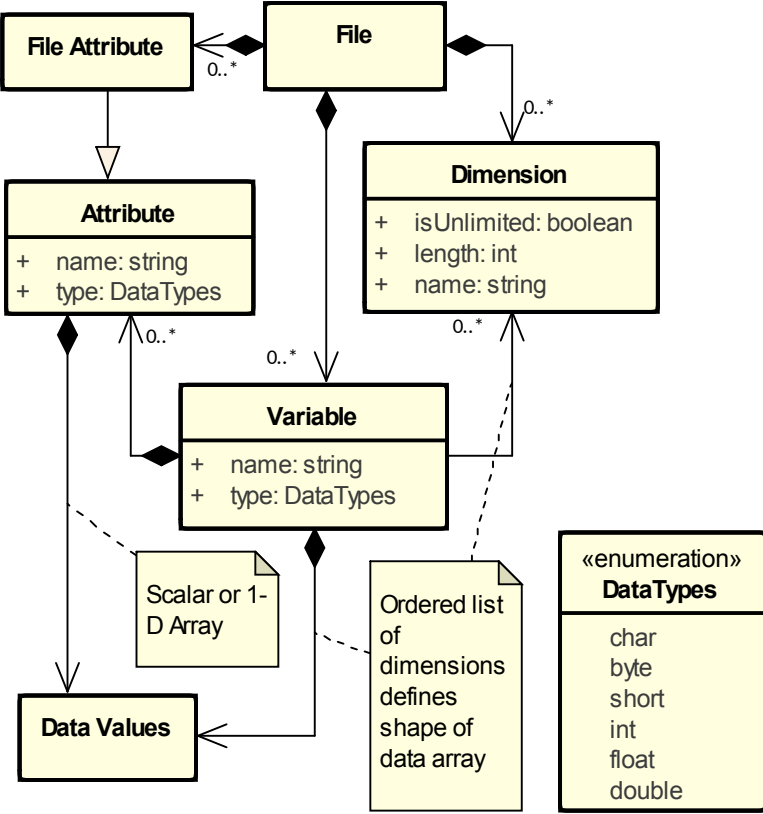 File Attribute
0..*
File
0..*
Dimension
+ isUnlimited: boolean
+ length: int
+ name: string
Attribute
+ name: string
+ type: DataTypes
0..*
0..*
0..*
Variable
+ name: string
+ type: DataTypes
Scalar or 1-
D Array
Ordered list
of
dimensions
defines
shape of
data array
«enumeration»
DataTypes
char
byte
short
int
float
double
Data Values